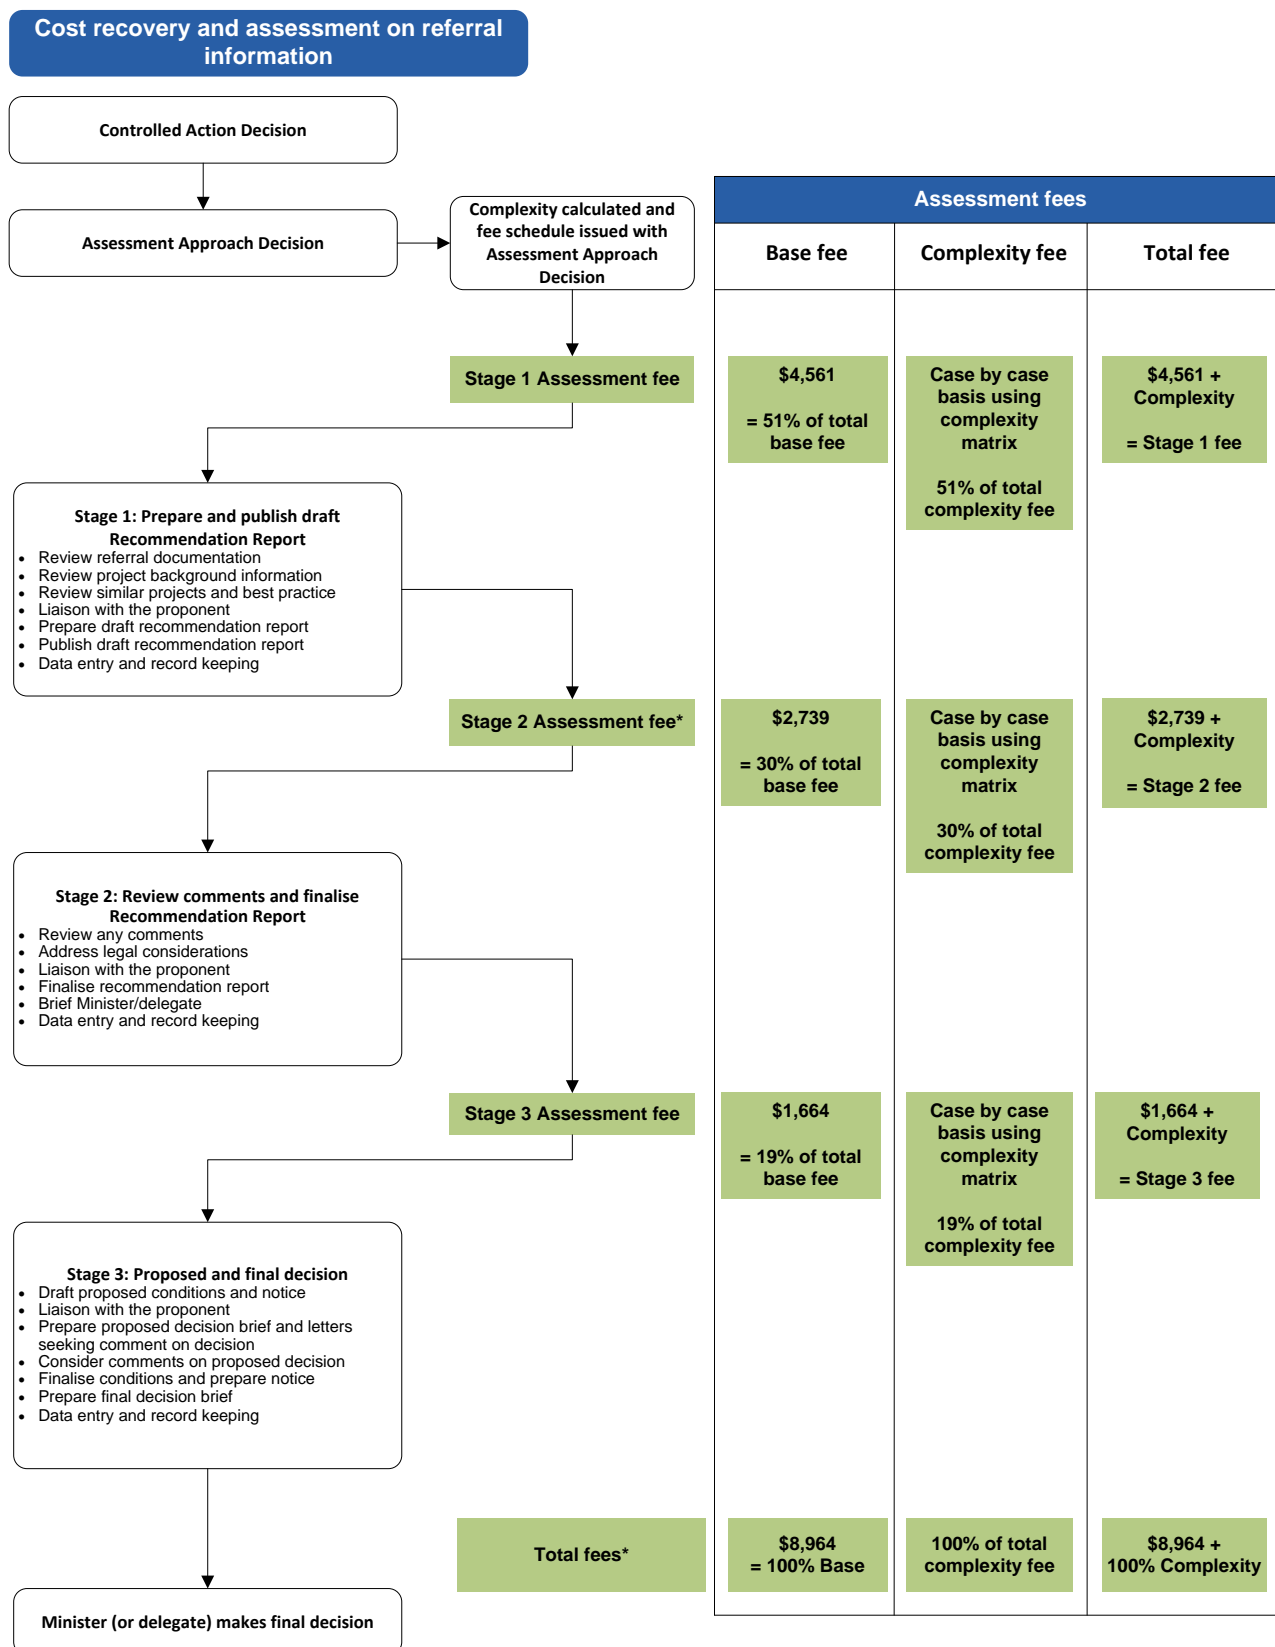 Cost recovery and assessment on referral
information
Controlled Action Decision
Assessment Approach Decision
Complexity calculated and
fee schedule issued with
Assessment Approach
Decision
Assessment fees
Base fee
Complexity fee
Total fee
Stage 1 Assessment fee
$4,561
= 51% of total
base fee
Case by case
basis using
complexity
matrix
51% of total
complexity fee
$4,561 +
Complexity
= Stage 1 fee
Stage 1: Prepare and publish draft
Recommendation Report
• Review referral documentation
• Review project background information
• Review similar projects and best practice
• Liaison with the proponent
• Prepare draft recommendation report
• Publish draft recommendation report
• Data entry and record keeping
Stage 2 Assessment fee*
$2,739
= 30% of total
base fee
Case by case
basis using
complexity
matrix
30% of total
complexity fee
$2,739 +
Complexity
= Stage 2 fee
Stage 2: Review comments and finalise
Recommendation Report
• Review any comments
• Address legal considerations
• Liaison with the proponent
• Finalise recommendation report
• Brief Minister/delegate
• Data entry and record keeping
Stage 3 Assessment fee
$1,664
= 19% of total
base fee
Case by case
basis using
complexity
matrix
19% of total
complexity fee
$1,664 +
Complexity
= Stage 3 fee
Stage 3: Proposed and final decision
• Draft proposed conditions and notice
• Liaison with the proponent
• Prepare proposed decision brief and letters
seeking comment on decision
• Consider comments on proposed decision
• Finalise conditions and prepare notice
• Prepare final decision brief
• Data entry and record keeping
Total fees*
$8,964
= 100% Base
100% of total
complexity fee
$8,964 +
100% Complexity
Minister (or delegate) makes final decision